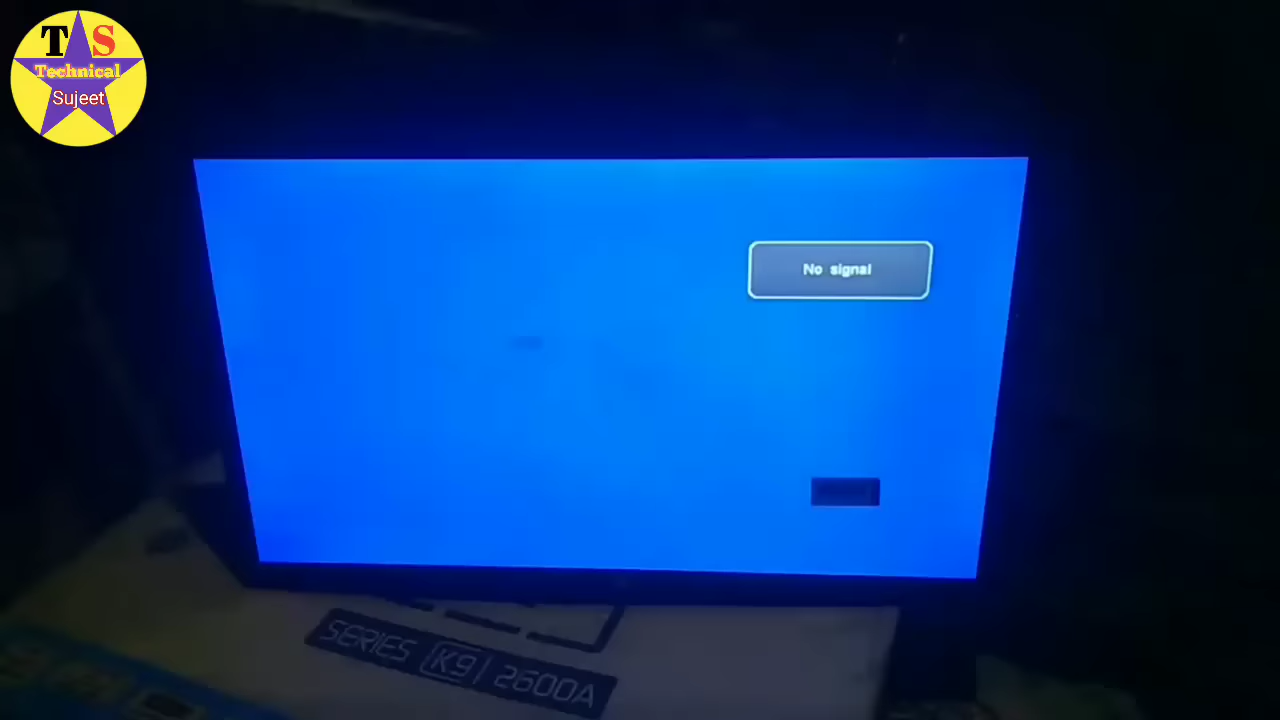 T S
Technical
Sujeet
No signal
SERIES K9 2600A